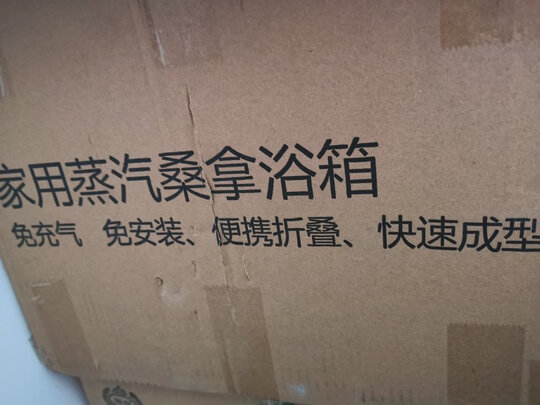 家用蒸汽桑拿浴箱
免充气 免安装、便携折叠、快速成型